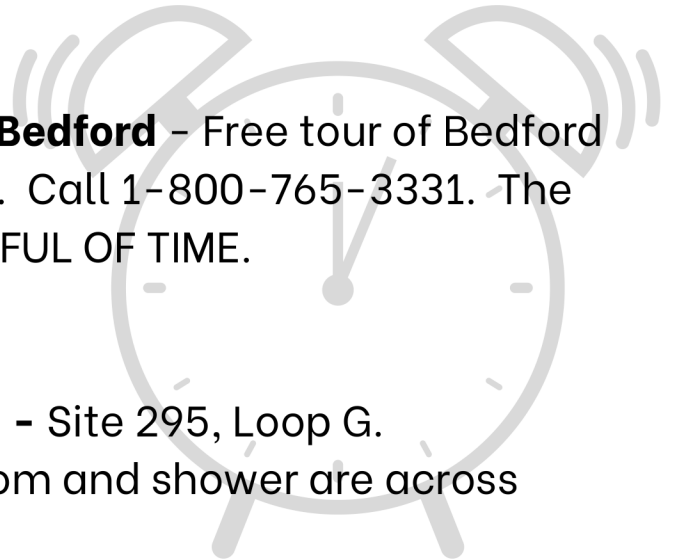 Bedford - Free tour of Bedford
. Call 1-800-765-3331. The
FUL OF TIME.
- Site 295, Loop G.
om and shower are across